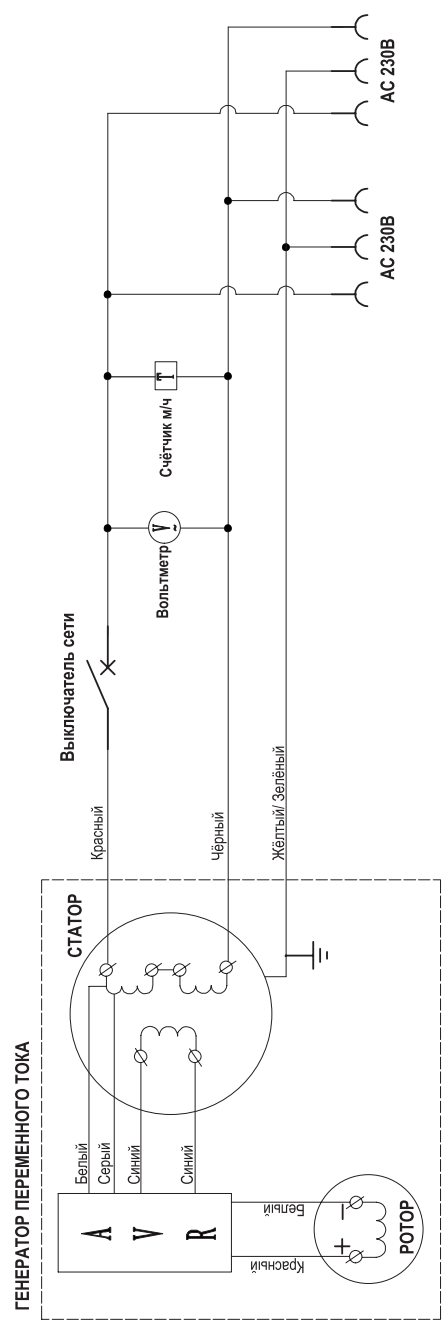 ГЕНЕРАТОР ПЕРЕМЕННОГО ТОКА
СТАТОР
Белый
Серый
Синий
Синий
A V R
Белый
Красный
+ −
РОТОР
Красный
Чёрный
Жёлтый/ Зелёный
Выключатель сети
Вольтметр
V
~
Счётчик м/ч
T
AC 230В
AC 230В